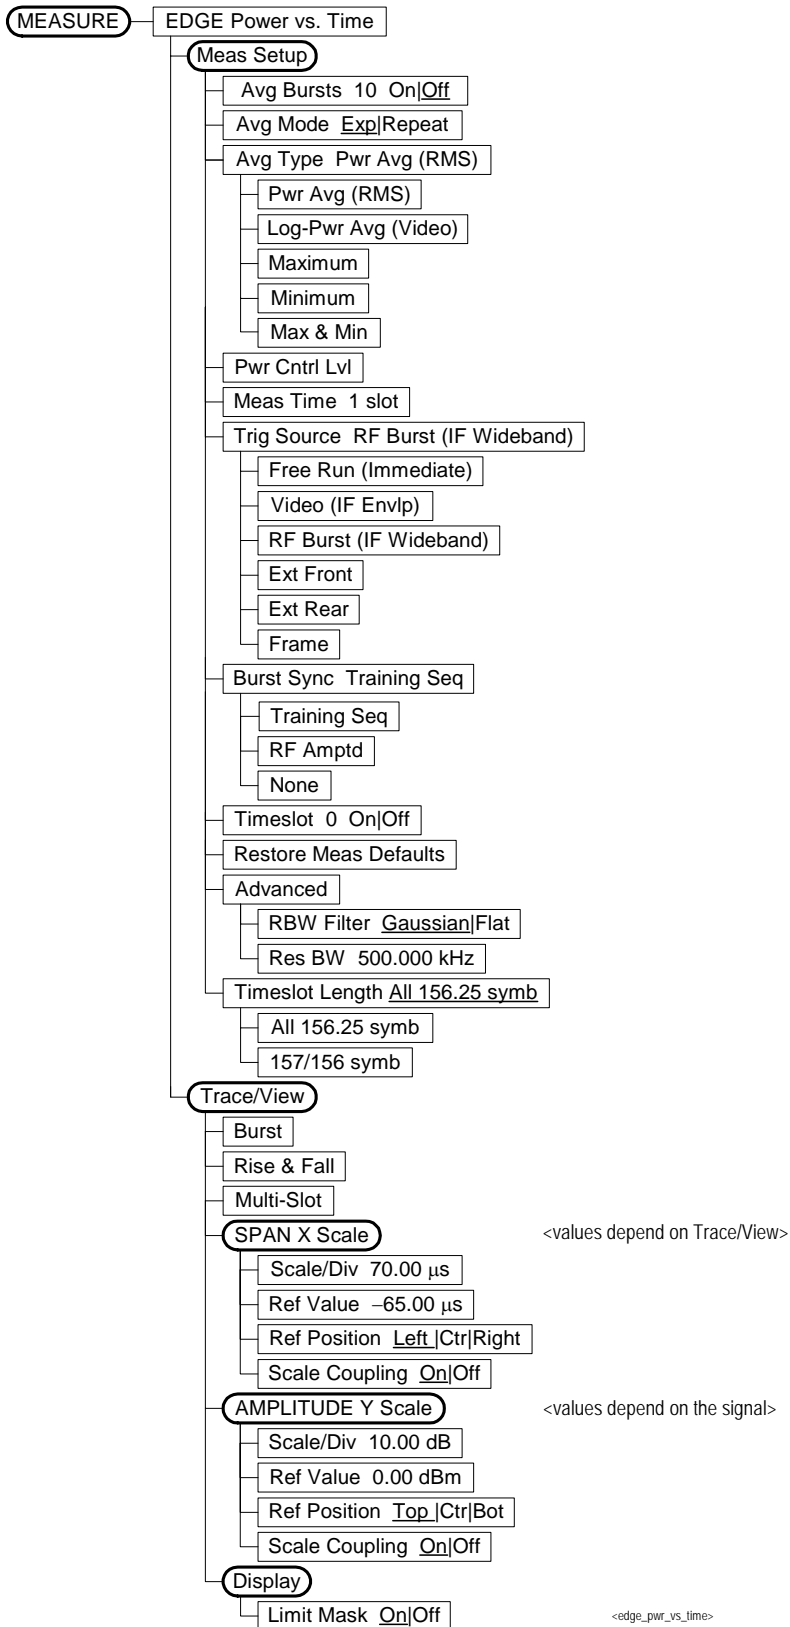 MEASURE EDGE Power vs. Time
Meas Setup
Avg Bursts 10 On|Off
Avg Mode Exp|Repeat
Avg Type Pwr Avg (RMS)
Pwr Avg (RMS)
Log-Pwr Avg (Video)
Maximum
Minimum
Max & Min
Pwr Cntrl Lvl
Meas Time 1 slot
Trig Source RF Burst (IF Wideband)
Free Run (Immediate)
Video (IF Envlp)
RF Burst (IF Wideband)
Ext Front
Ext Rear
Frame
Burst Sync Training Seq
Training Seq
RF Amptd
None
Timeslot 0 On|Off
Restore Meas Defaults
Advanced
RBW Filter Gaussian|Flat
Res BW 500.000 kHz
Timeslot Length All 156.25 symb
All 156.25 symb
157/156 symb
Trace/View
Burst
Rise & Fall
Multi-Slot
SPAN X Scale <values depend on Trace/View>
Scale/Div 70.00 μs
Ref Value −65.00 μs
Ref Position Left |Ctr|Right
Scale Coupling On|Off
AMPLITUDE Y Scale <values depend on the signal>
Scale/Div 10.00 dB
Ref Value 0.00 dBm
Ref Position Top |Ctr|Bot
Scale Coupling On|Off
Display
Limit Mask On|Off <edge_pwr_vs_time>